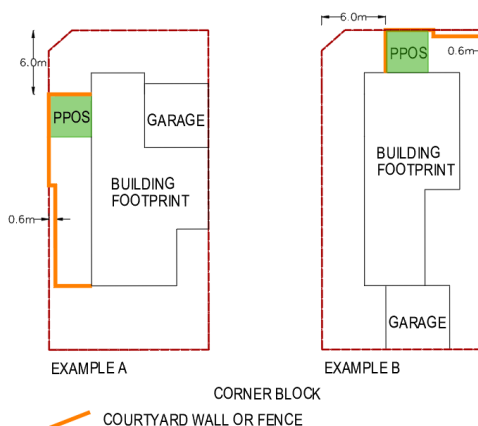 6.0m
6.0m
0.6m
PPOS
PPOS
GARAGE
BUILDING
FOOTPRINT
BUILDING
FOOTPRINT
0.6m
GARAGE
EXAMPLE A
EXAMPLE B
CORNER BLOCK
COURTYARD WALL OR FENCE